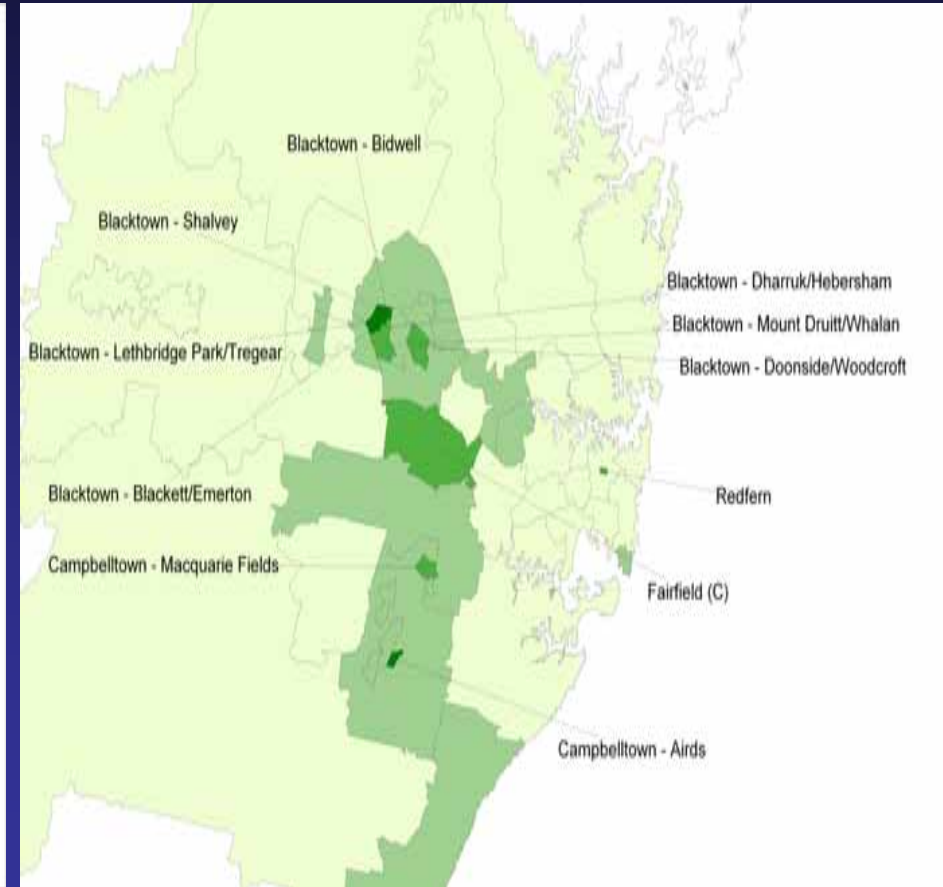 Blacktown - Bidwell
Blacktown - Shalvey
Blacktown - Dharruk/Hebersham
Blacktown - Mount Druitt/Whalan
Blacktown - Lethbridge Park/Tregear
Blacktown - Doonside/Woodcroft
Blacktown - Blackett/Emerton
Redfern
Campbelltown - Macquarie Fields
Fairfield (C)
Campbelltown - Airds